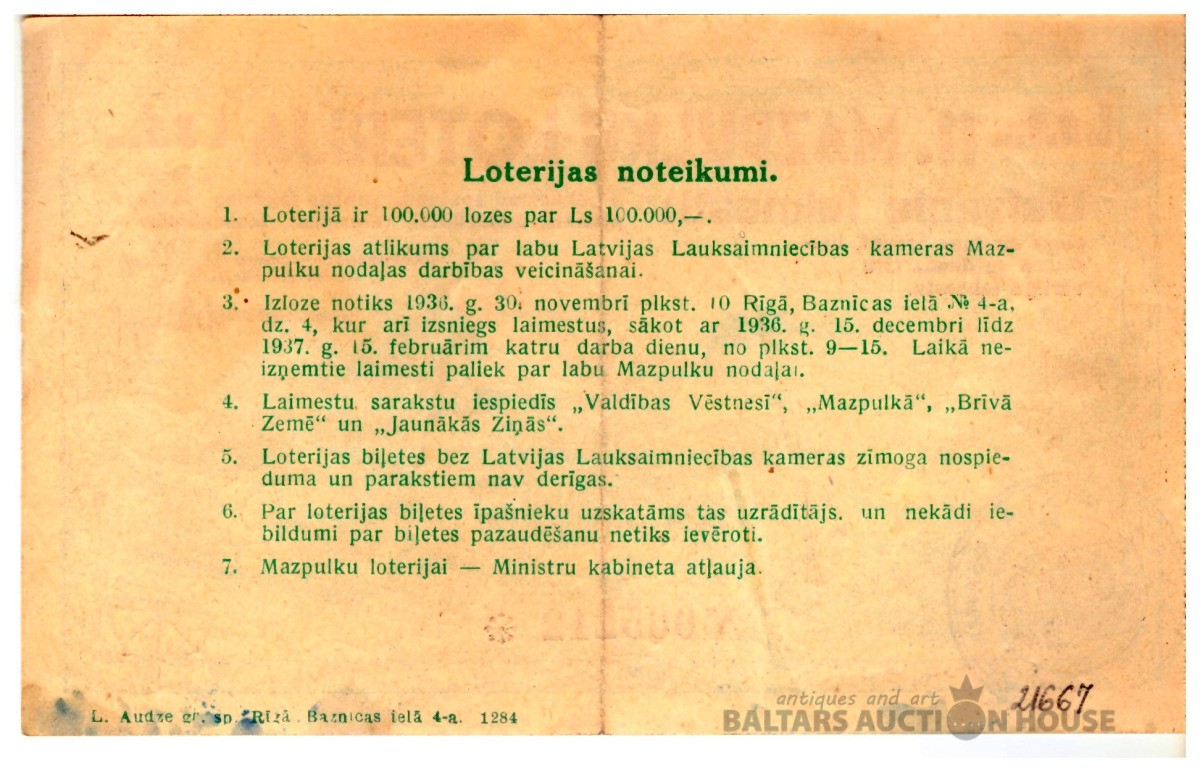 Loterijas noteikumi.
1. Loterijā ir 100.000 lozes par Ls 100.000,—.
2. Loterijas atlikums par labu Latvijas Lauksaimniecības kameras Maz-
pulku nodaļas darbības veicināšanai.
3. Izloze notiks 1936. g. 30. novembrī plkst. 10 Rīgā, Baznīcas ielā № 4-a,
dz. 4, kur arī izsniegs laimestus, sākot ar 1936. g. 15. decembri līdz
1937. g. 15. februārim katru darba dienu, no plkst. 9—15. Laikā ne-
izņemtie laimesti paliek par labu Mazpulku nodaļai.
4. Laimestu sarakstu iespiedīs „Valdības Vēstnesī“, „Mazpulkā“, „Brīvā
Zemē“ un „Jaunākās Ziņās“.
5. Loterijas biļetes bez Latvijas Lauksaimniecības kameras zīmoga nospie-
duma un parakstiem nav derīgas.
6. Par loterijas biļetes īpašnieku uzskatāms tas uzrādītājs. un nekādi ie-
bildumi par biļetes pazaudēšanu netiks ievēroti.
7. Mazpulku loterijai — Ministru kabineta atļauja.
L. Audze gr. sp. Rīgā Baznīcas ielā 4-a. 1284
21667
antiques and art
BALTARS AUCTION HOUSE